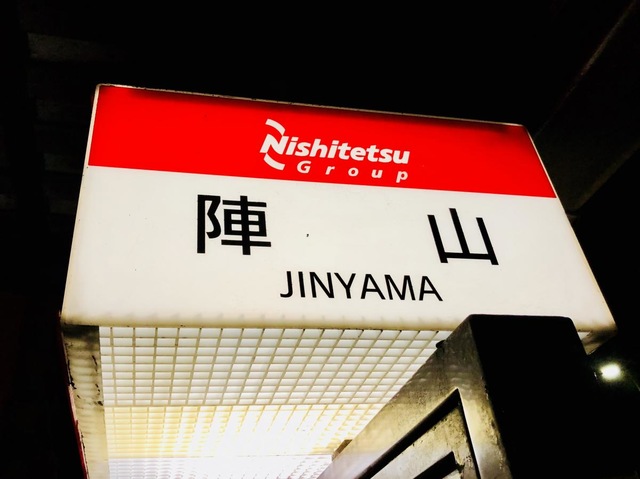 Nishitetsu
Group
陣 山
JINYAMA